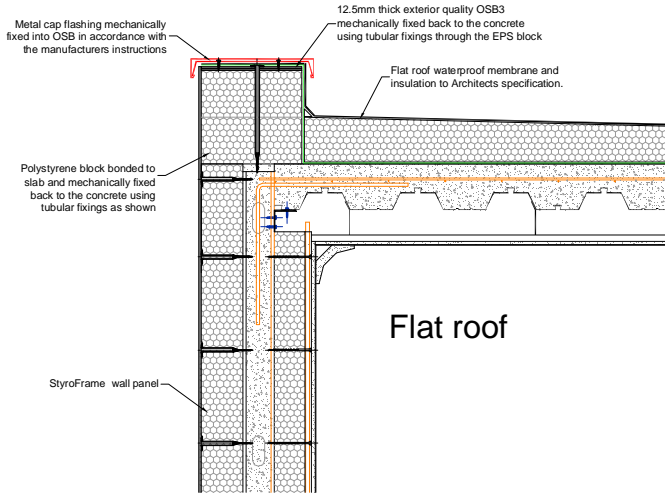 Metal cap flashing mechanically
fixed into OSB in accordance with
the manufacturers instructions
12.5mm thick exterior quality OSB3
mechanically fixed back to the concrete
using tubular fixings through the EPS block
Flat roof waterproof membrane and
insulation to Architects specification.
Polystyrene block bonded to
slab and mechanically fixed
back to the concrete using
tubular fixings as shown
Flat roof
StyroFrame wall panel